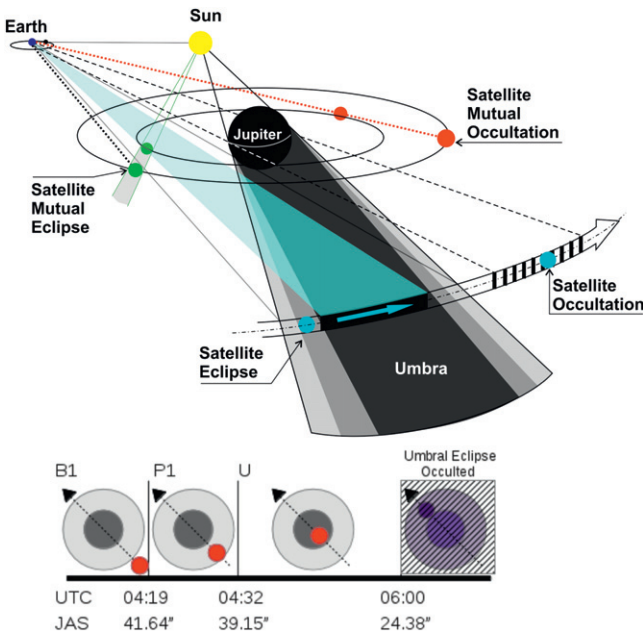 Earth
Sun
Jupiter
Satellite
Mutual
Occultation
Satellite
Mutual
Eclipse
Satellite
Occultation
Satellite
Eclipse
Umbra
B1 P1 U
Umbral Eclipse
Occulted
UTC 04:19 04:32 06:00
JAS 41.64" 39.15" 24.38"